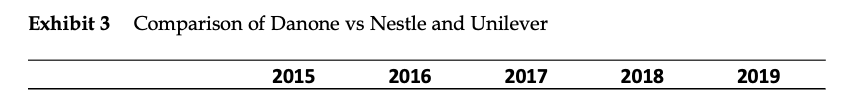 Exhibit 3 Comparison of Danone vs Nestle and Unilever
2015 2016 2017 2018 2019